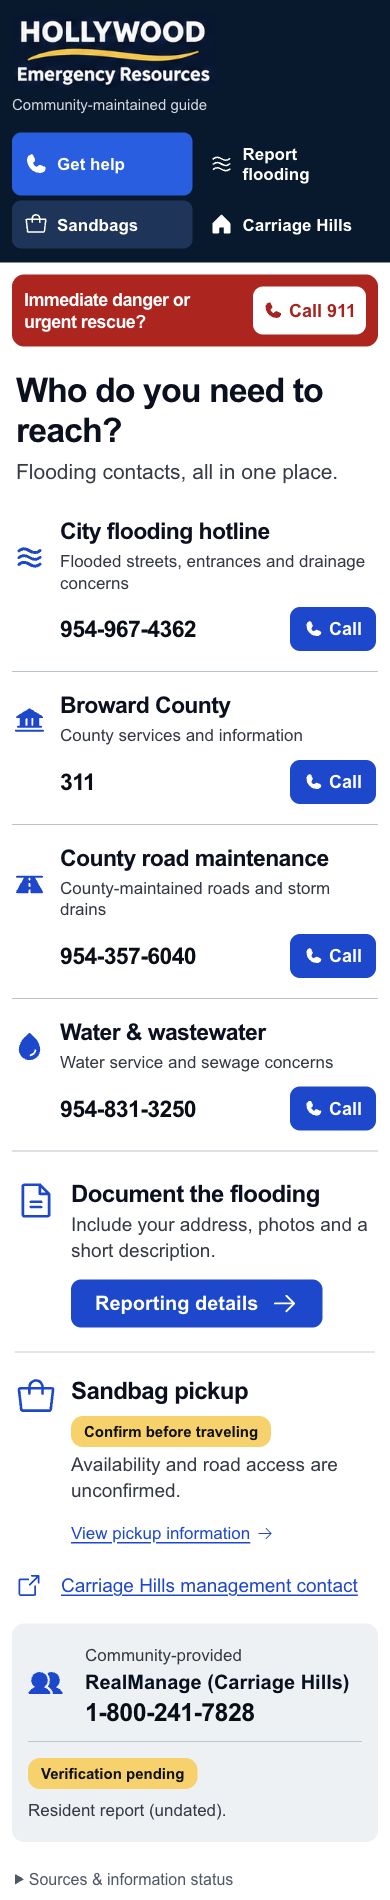 HOLLYWOOD
Emergency Resources
Community-maintained guide
Get help
Report
flooding
Sandbags
Carriage Hills
Immediate danger or
urgent rescue?
Call 911
Who do you need to
reach?
Flooding contacts, all in one place.
City flooding hotline
Flooded streets, entrances and drainage
concerns
954-967-4362
Call
Broward County
County services and information
311
Call
County road maintenance
County-maintained roads and storm
drains
954-357-6040
Call
Water & wastewater
Water service and sewage concerns
954-831-3250
Call
Document the flooding
Include your address, photos and a
short description.
Reporting details
Sandbag pickup
Confirm before traveling
Availability and road access are
unconfirmed.
View pickup information
Carriage Hills management contact
Community-provided
RealManage (Carriage Hills)
1-800-241-7828
Verification pending
Resident report (undated).
Sources & information status